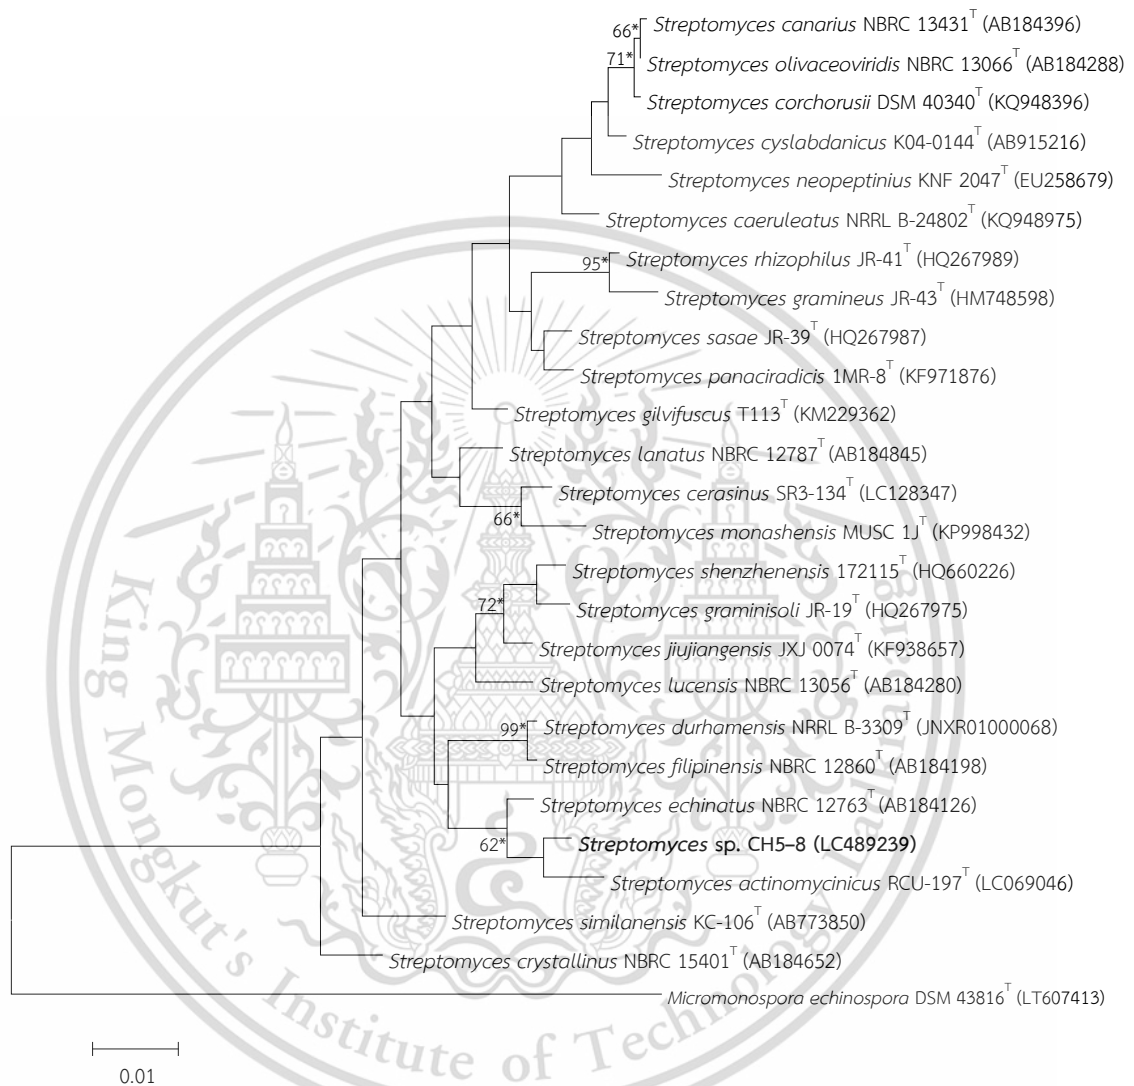 66* Streptomyces canarius NBRC 13431T (AB184396)
71* Streptomyces olivaceoviridis NBRC 13066T (AB184288)
Streptomyces corchorusii DSM 40340T (KQ948396)
Streptomyces cyslabdanicus K04-0144T (AB915216)
Streptomyces neopeptinius KNF 2047T (EU258679)
Streptomyces caeruleatus NRRL B-24802T (KQ948975)
95* Streptomyces rhizophilus JR-41T (HQ267989)
Streptomyces gramineus JR-43T (HM748598)
Streptomyces sasae JR-39T (HQ267987)
Streptomyces panaciradicis 1MR-8T (KF971876)
Streptomyces gilvifuscus T113T (KM229362)
Streptomyces lanatus NBRC 12787T (AB184845)
Streptomyces cerasinus SR3-134T (LC128347)
66* Streptomyces monashensis MUSC 1JT (KP998432)
Streptomyces shenzhenensis 172115T (HQ660226)
72* Streptomyces graminisoli JR-19T (HQ267975)
Streptomyces jiujiangensis JXJ 0074T (KF938657)
Streptomyces lucensis NBRC 13056T (AB184280)
99* Streptomyces durhamensis NRRL B-3309T (JNXR01000068)
Streptomyces filipinensis NBRC 12860T (AB184198)
Streptomyces echinatus NBRC 12763T (AB184126)
62* Streptomyces sp. CH5–8 (LC489239)
Streptomyces actinomycinicus RCU-197T (LC069046)
Streptomyces similanensis KC-106T (AB773850)
Streptomyces crystallinus NBRC 15401T (AB184652)
Micromonospora echinospora DSM 43816T (LT607413)
0.01
King Mongkut's Institute of Technology Ladkrabang